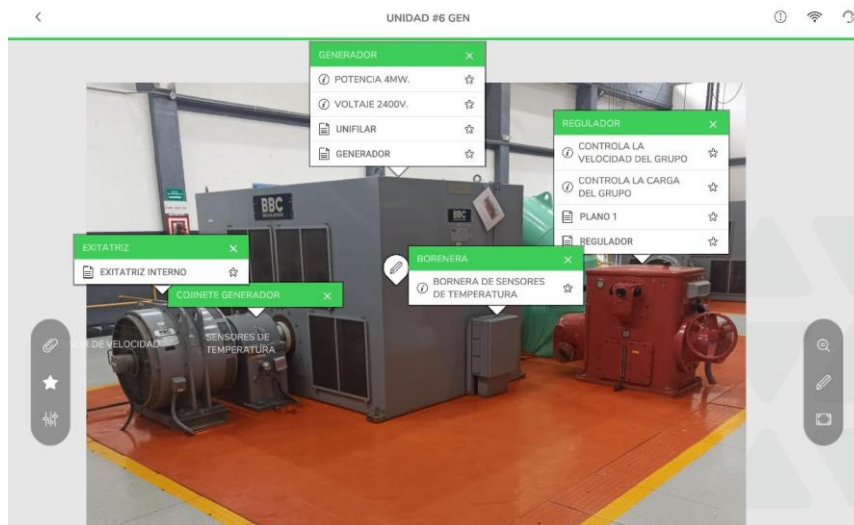 UNIDAD #6 GEN
GENERADOR
POTENCIA 4MW.
VOLTAJE 2400V.
UNIFILAR
GENERADOR
REGULADOR
CONTROLA LA
VELOCIDAD DEL GRUPO
CONTROLA LA CARGA
DEL GRUPO
PLANO 1
REGULADOR
BBC
BBC
EXITATRIZ
EXITATRIZ INTERNO
BORENERA
BORNERA DE SENSORES
DE TEMPERATURA
COJINETE GENERADOR
SENSORES DE
TEMPERATURA
SOR DE VELOCIDAD